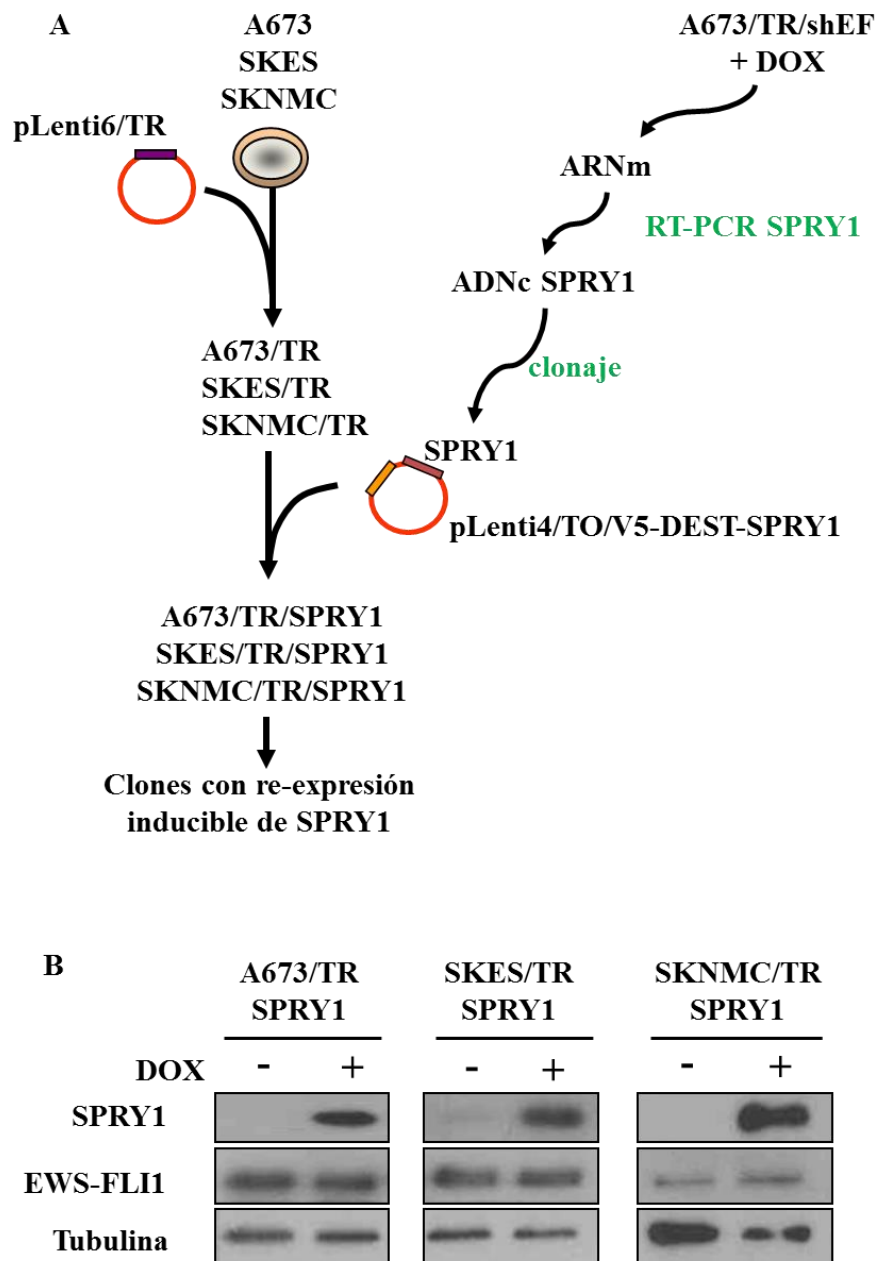 A
A673
SKES
SKNMC
pLenti6/TR
A673/TR/shEF
+ DOX
ARNm
RT-PCR SPRY1
ADNc SPRY1
clonaje
A673/TR
SKES/TR
SKNMC/TR
SPRY1
pLenti4/TO/V5-DEST-SPRY1
A673/TR/SPRY1
SKES/TR/SPRY1
SKNMC/TR/SPRY1
Clones con re-expresión
inducible de SPRY1
B
A673/TR
SPRY1
SKES/TR
SPRY1
SKNMC/TR
SPRY1
DOX - + - + - +
SPRY1
EWS-FLI1
Tubulina